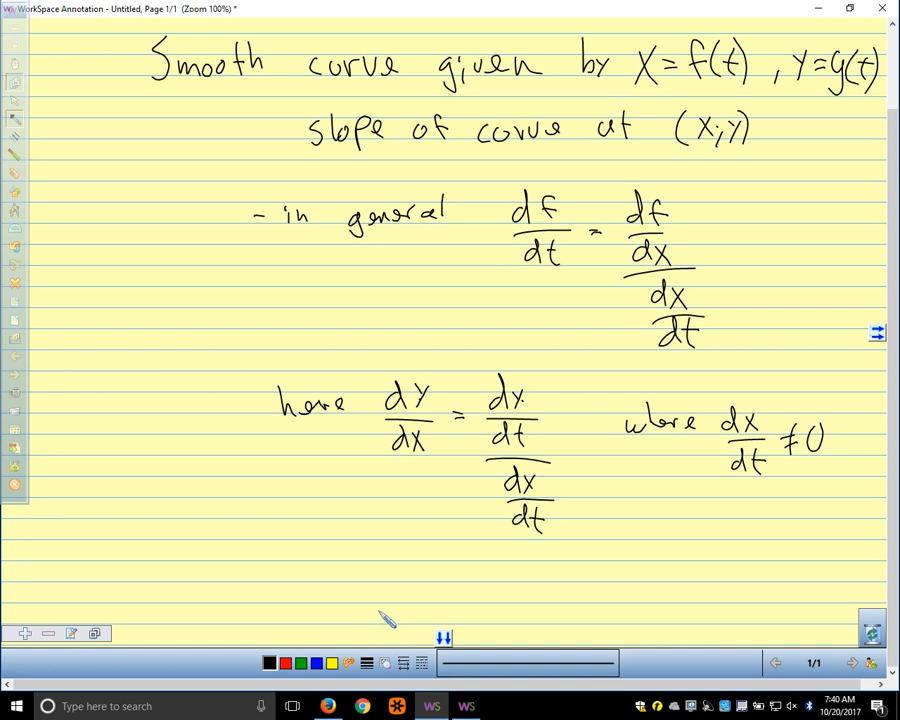 WorkSpace Annotation - Untitled, Page 1/1 (Zoom 100%) *
Smooth curve given by X = f(t), Y = g(t)
slope of curve at (X,Y)
- in general df/dt = df/dx / dx/dt
here dy/dx = dy/dt / dx/dt where dx/dt ≠ 0
1/1
Type here to search
WS
WS
7:40 AM
10/20/2017